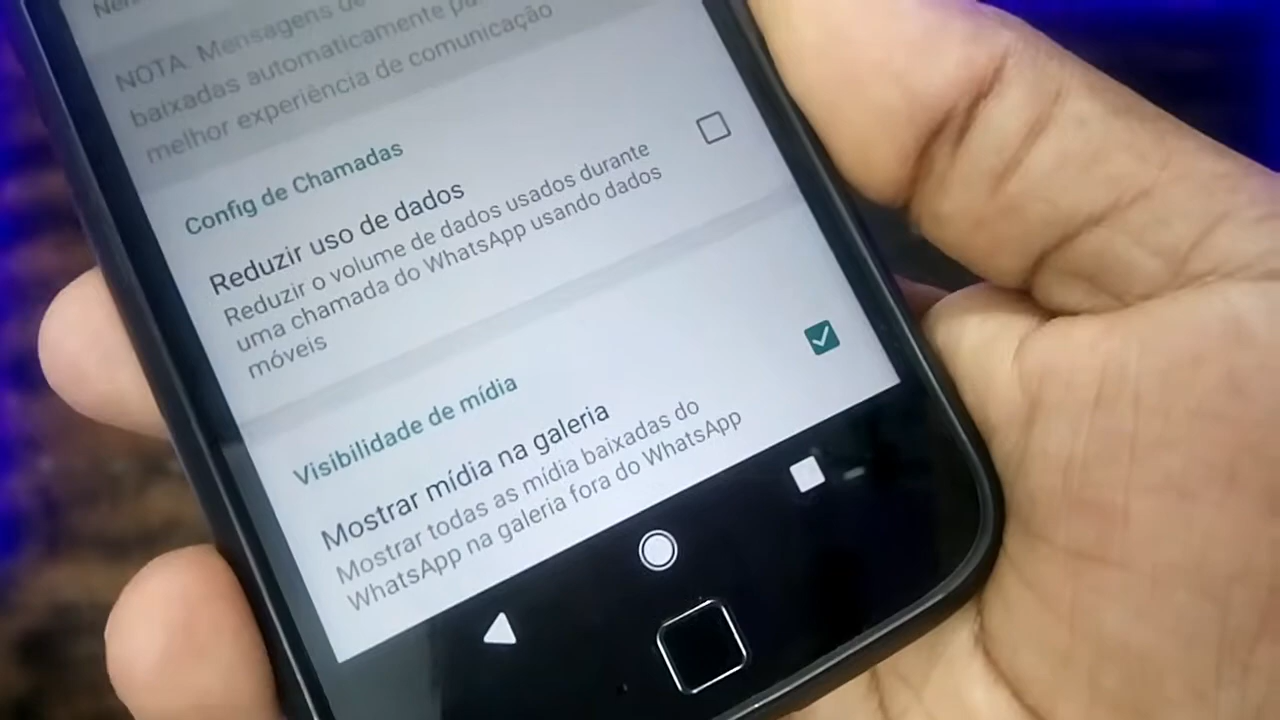 NOTA Mensagens de
baixadas automaticamente
melhor experiência de comunicação
Config de Chamadas
Reduzir uso de dados
Reduzir o volume de dados usados durante
uma chamada do WhatsApp usando dados
móveis
Visibilidade de mídia
Mostrar mídia na galeria
Mostrar todas as mídia baixadas do
WhatsApp na galeria fora do WhatsApp